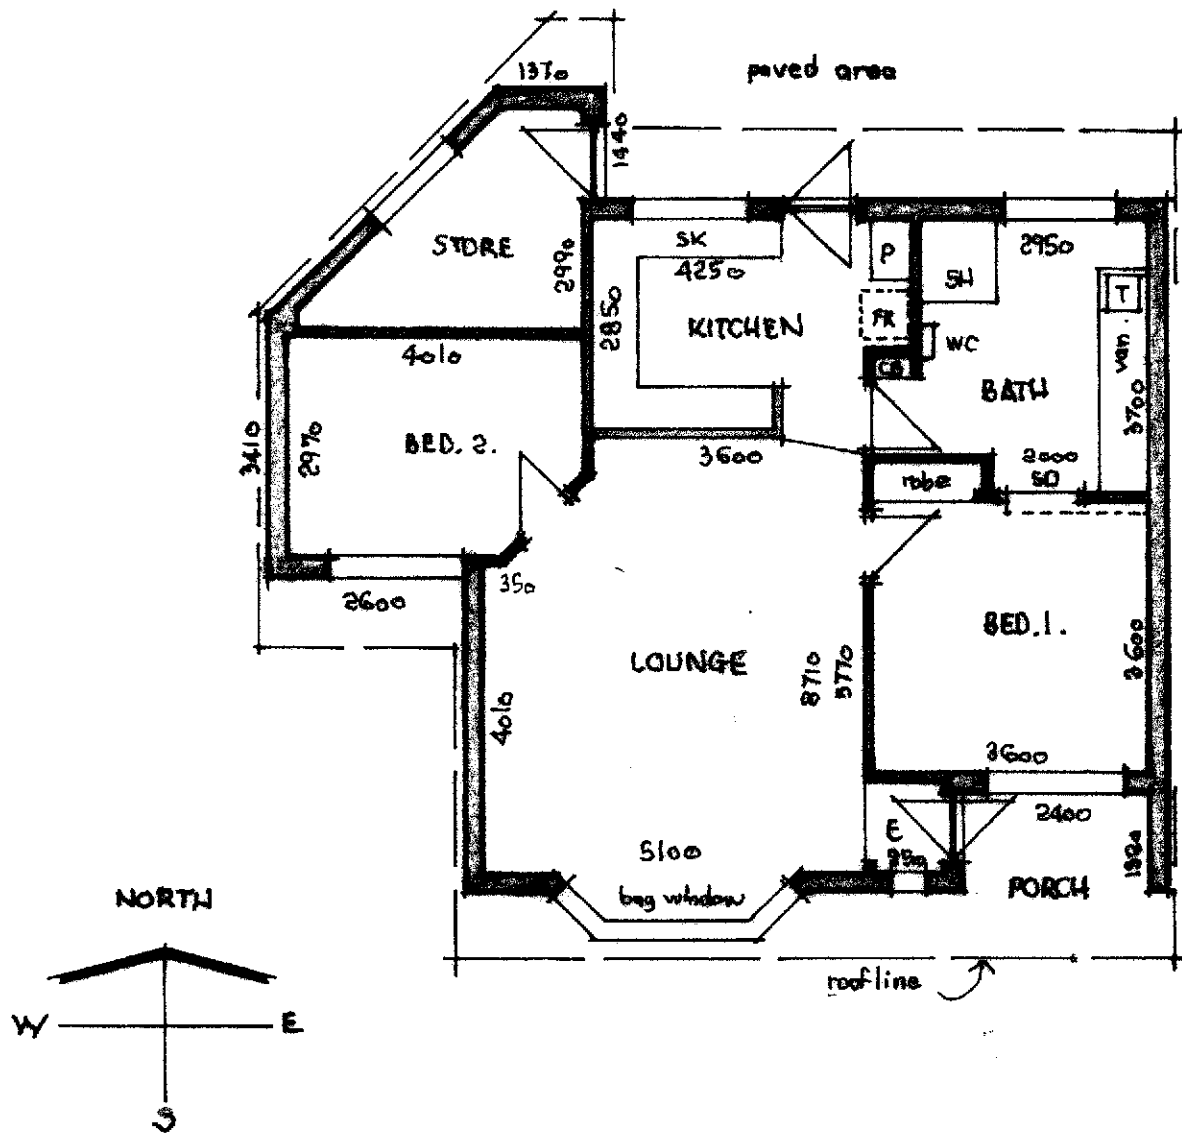 1370
paved area
1440
STORE
2990
SK
4250
P
SH
2950
T
2850
KITCHEN
FR
WC
van.
4010
CB
BATH
3700
3410
2970
BED. 2.
3600
2000
robe
SD
350
2600
BED. 1.
LOUNGE
8710
5770
3600
4010
3600
2400
E
950
5100
1880
PORCH
bay window
NORTH
roofline
W
E
S